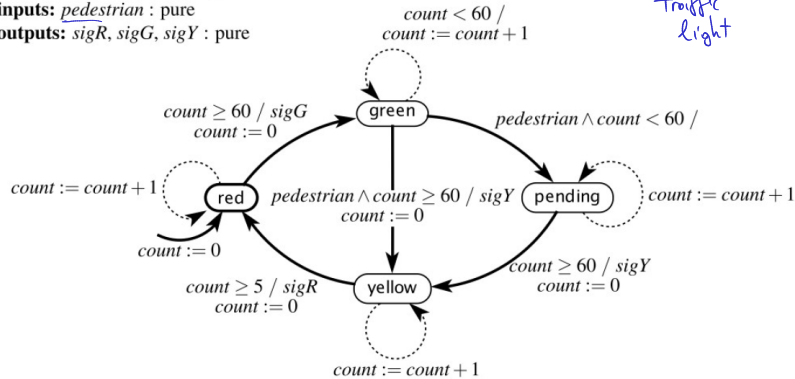 inputs: pedestrian : pure
outputs: sigR, sigG, sigY : pure
Traffic
light
count < 60 /
count := count + 1
count ≥ 60 / sigG
count := 0
green
pedestrian ∧ count < 60 /
count := count + 1
red
pedestrian ∧ count ≥ 60 / sigY
count := 0
pending
count := count + 1
count := 0
count ≥ 5 / sigR
count := 0
yellow
count ≥ 60 / sigY
count := 0
count := count + 1